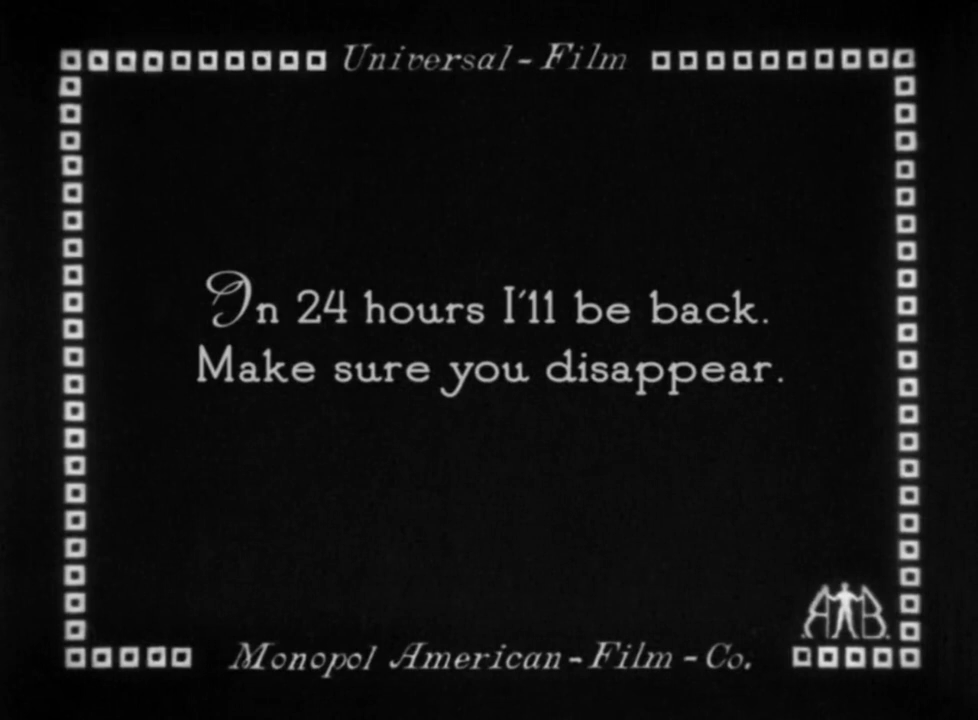 Universal-Film
In 24 hours I'll be back.
Make sure you disappear.
A B
Monopol American-Film-Co.